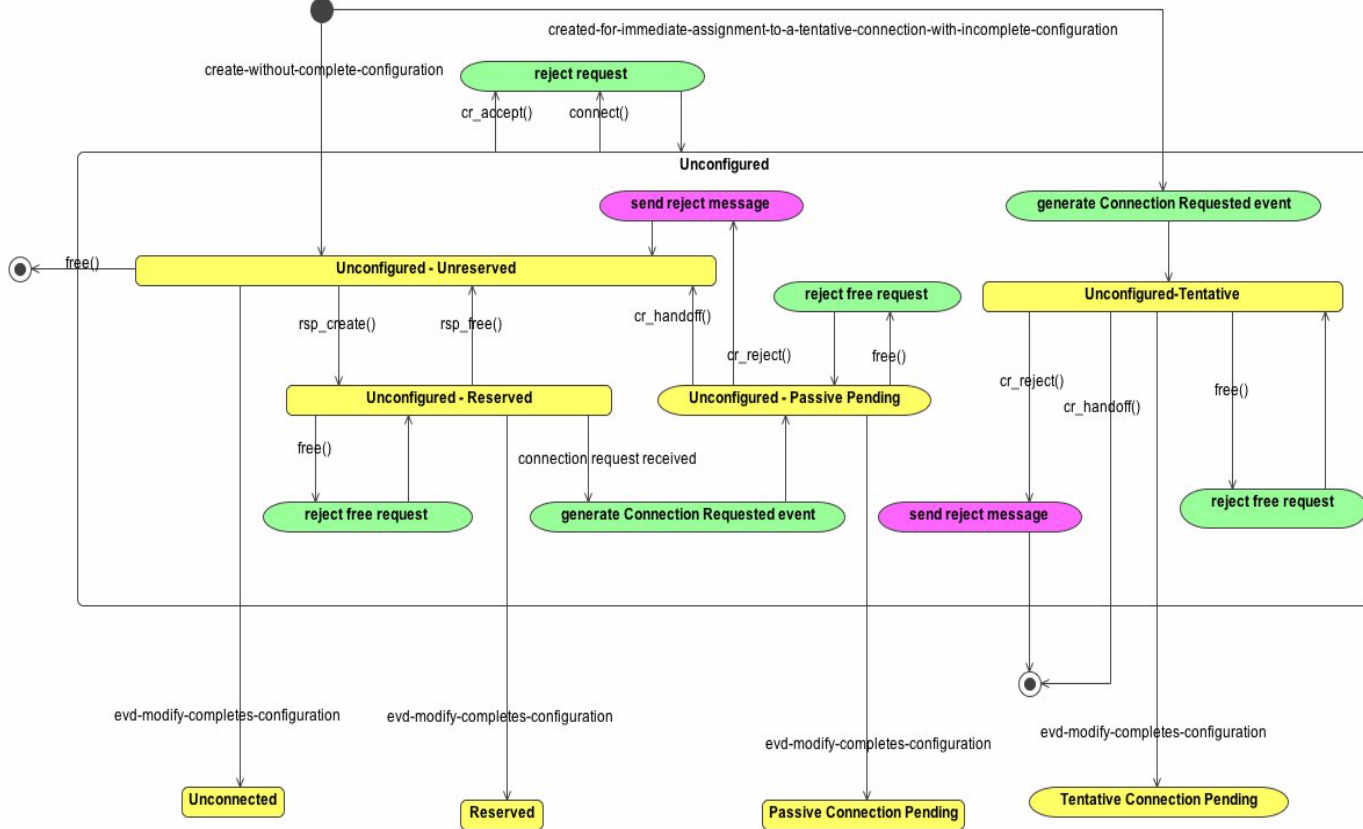 created-for-immediate-assignment-to-a-tentative-connection-with-incomplete-configuration
create-without-complete-configuration
reject request
cr_accept()
connect()
Unconfigured
send reject message
generate Connection Requested event
free()
Unconfigured - Unreserved
reject free request
Unconfigured-Tentative
rsp_create()
rsp_free()
cr_handoff()
cr_reject()
free()
cr_reject()
cr_handoff()
free()
Unconfigured - Reserved
Unconfigured - Passive Pending
free()
connection request received
reject free request
generate Connection Requested event
send reject message
reject free request
evd-modify-completes-configuration
evd-modify-completes-configuration
evd-modify-completes-configuration
evd-modify-completes-configuration
Unconnected
Reserved
Passive Connection Pending
Tentative Connection Pending